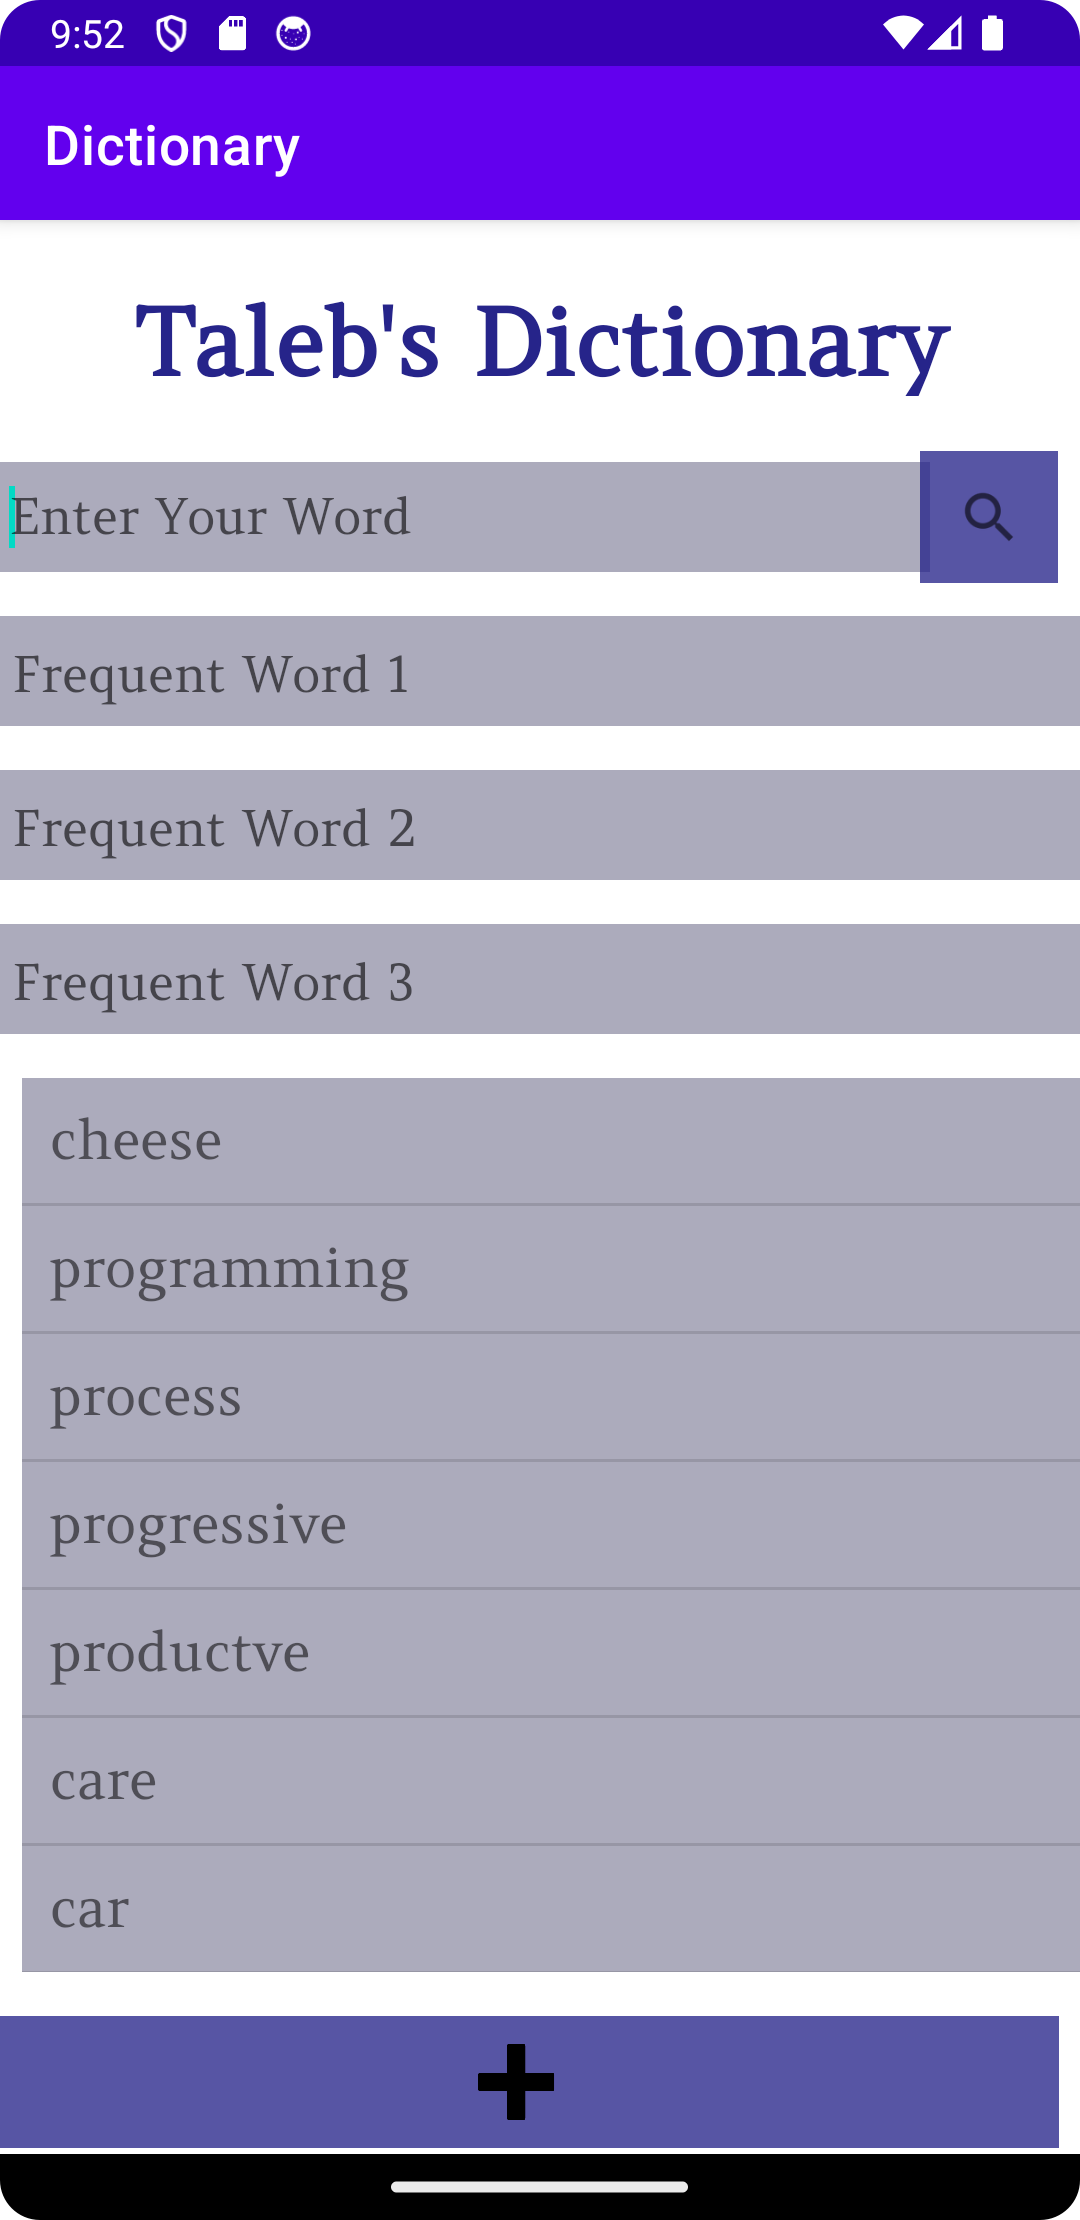 9:52
Dictionary
Taleb's Dictionary
Enter Your Word
Frequent Word 1
Frequent Word 2
Frequent Word 3
cheese
programming
process
progressive
productve
care
car